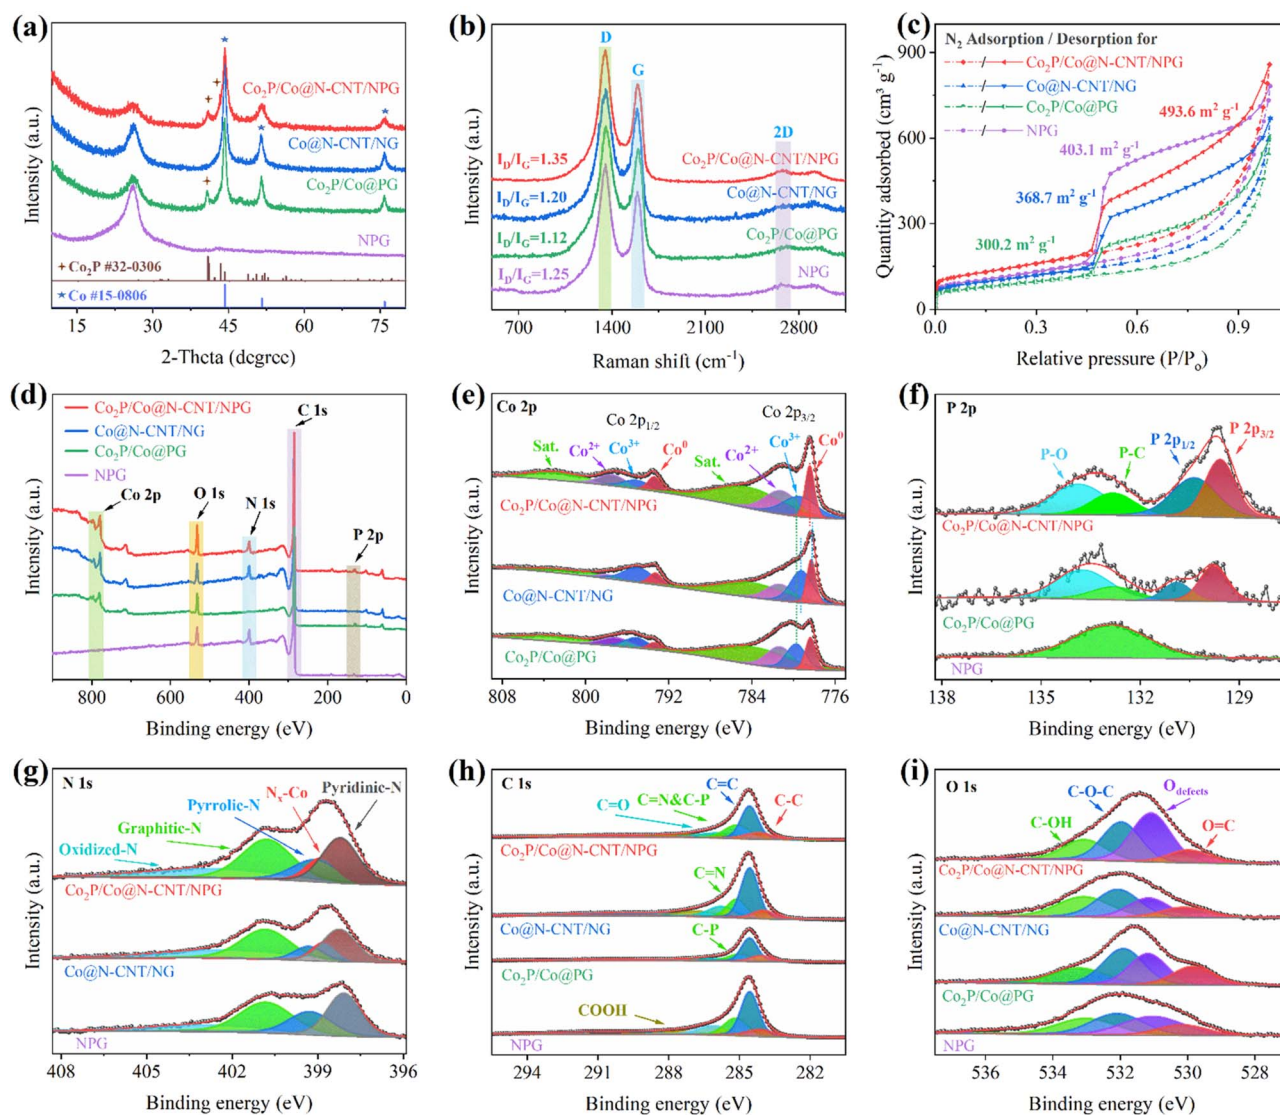 (a)
Intensity (a.u.)
Co₂P/Co@N-CNT/NPG
Co@N-CNT/NG
Co₂P/Co@PG
NPG
Co₂P #32-0306
Co #15-0806
15 30 45 60 75
2-Theta (degree)
(b)
Intensity (a.u.)
D
G
2D
I_D/I_G=1.35
Co₂P/Co@N-CNT/NPG
I_D/I_G=1.20
Co@N-CNT/NG
I_D/I_G=1.12
Co₂P/Co@PG
I_D/I_G=1.25
NPG
700 1400 2100 2800
Raman shift (cm⁻¹)
(c)
Quantity adsorbed (cm³ g⁻¹)
N₂ Adsorption / Desorption for
/ Co₂P/Co@N-CNT/NPG
/ Co@N-CNT/NG
/ Co₂P/Co@PG
/ NPG
493.6 m² g⁻¹
403.1 m² g⁻¹
368.7 m² g⁻¹
300.2 m² g⁻¹
900
600
300
0
0.0 0.3 0.6 0.9
Relative pressure (P/P₀)
(d)
Intensity (a.u.)
Co₂P/Co@N-CNT/NPG
Co@N-CNT/NG
Co₂P/Co@PG
NPG
C 1s
Co 2p
O 1s
N 1s
P 2p
800 600 400 200 0
Binding energy (eV)
(e)
Intensity (a.u.)
Co 2p
Co 2p₁/₂
Co 2p₃/₂
Sat.
Co²⁺
Co³⁺
Co⁰
Sat.
Co²⁺
Co³⁺
Co⁰
Co₂P/Co@N-CNT/NPG
Co@N-CNT/NG
Co₂P/Co@PG
808 800 792 784 776
Binding energy (eV)
(f)
Intensity (a.u.)
P 2p
P-O
P-C
P 2p₁/₂
P 2p₃/₂
Co₂P/Co@N-CNT/NPG
Co₂P/Co@PG
NPG
138 135 132 129
Binding energy (eV)
(g)
Intensity (a.u.)
N 1s
Oxidized-N
Graphitic-N
Pyrrolic-N
Nₓ-Co
Pyridinic-N
Co₂P/Co@N-CNT/NPG
Co@N-CNT/NG
NPG
408 401 399 396
Binding energy (eV)
(h)
Intensity (a.u.)
C 1s
C=O
C=N&C-P
C=C
C-C
Co₂P/Co@N-CNT/NPG
C=N
Co@N-CNT/NG
C-P
Co₂P/Co@PG
COOH
NPG
294 291 288 285 282
Binding energy (eV)
(i)
Intensity (a.u.)
O 1s
C-OH
C-O-C
O_defects
O=C
Co₂P/Co@N-CNT/NPG
Co@N-CNT/NG
Co₂P/Co@PG
NPG
536 534 532 530 528
Binding energy (eV)